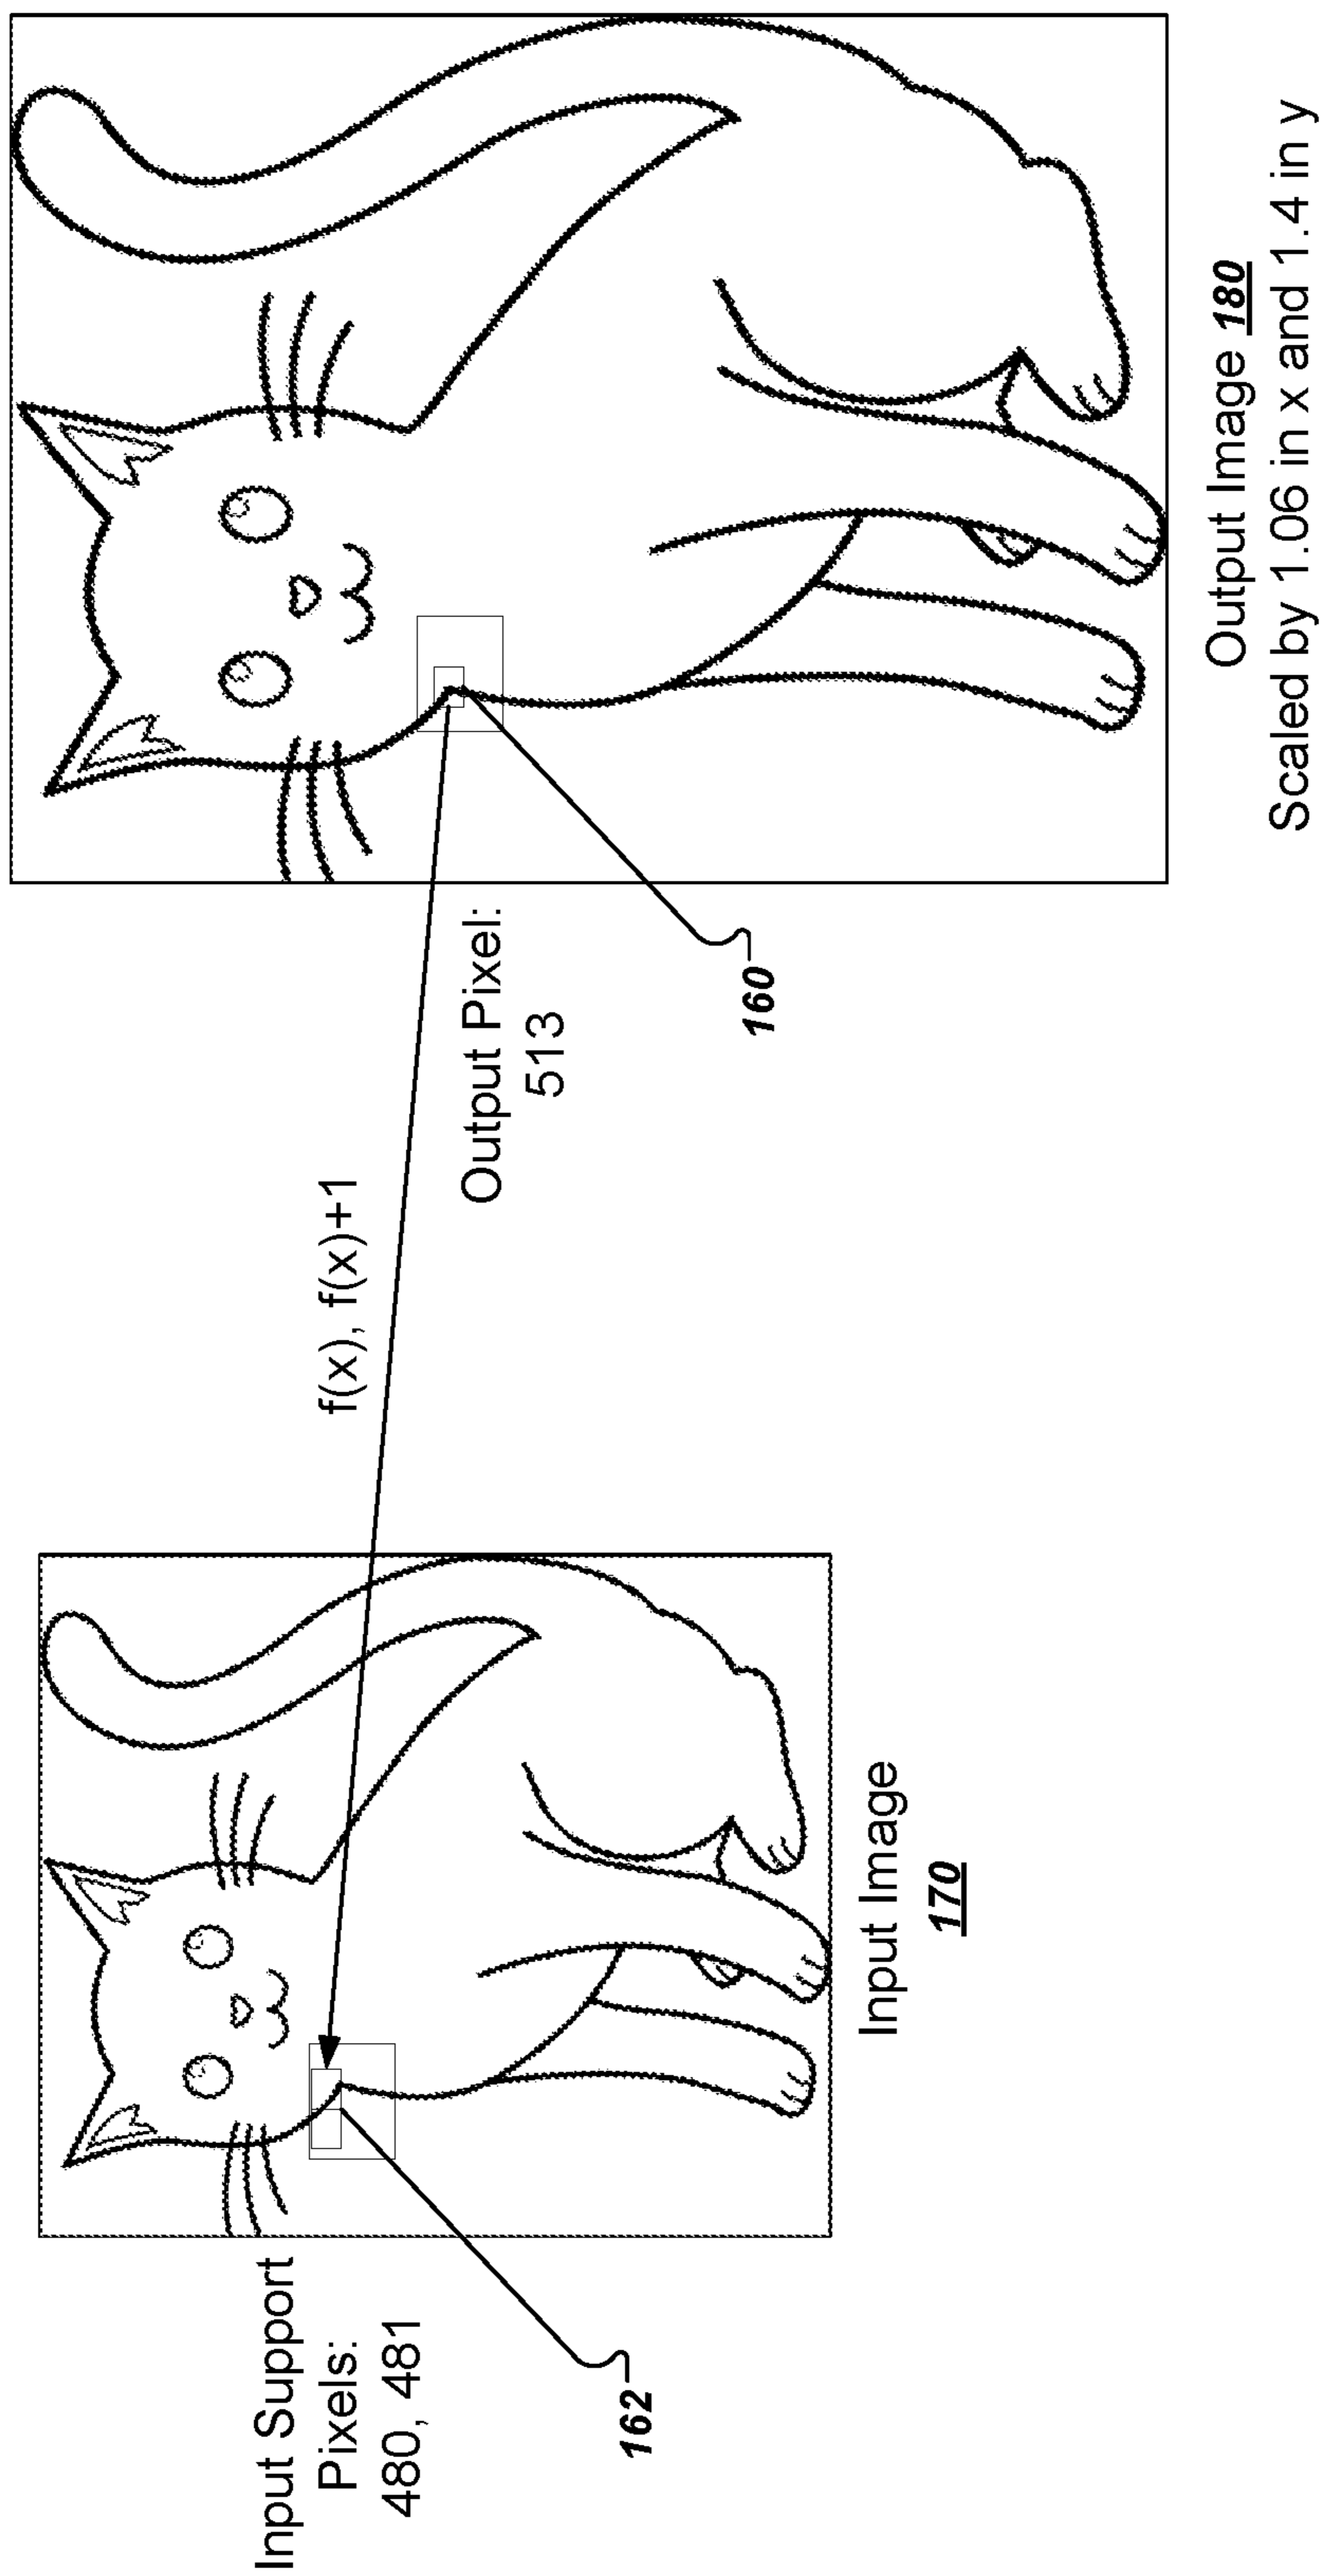 Input Support
Pixels:
480, 481
162
Input Image
170
f(x), f(x)+1
Output Pixel:
513
160
Output Image 180
Scaled by 1.06 in x and 1.4 in y